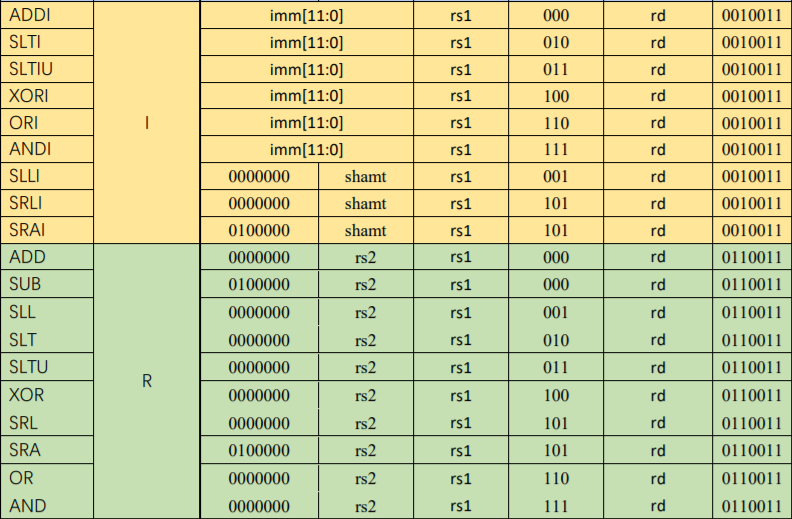 ADDI imm[11:0] rs1 000 rd 0010011
SLTI imm[11:0] rs1 010 rd 0010011
SLTIU imm[11:0] rs1 011 rd 0010011
XORI imm[11:0] rs1 100 rd 0010011
ORI I imm[11:0] rs1 110 rd 0010011
ANDI imm[11:0] rs1 111 rd 0010011
SLLI 0000000 shamt rs1 001 rd 0010011
SRLI 0000000 shamt rs1 101 rd 0010011
SRAI 0100000 shamt rs1 101 rd 0010011
ADD 0000000 rs2 rs1 000 rd 0110011
SUB 0100000 rs2 rs1 000 rd 0110011
SLL 0000000 rs2 rs1 001 rd 0110011
SLT 0000000 rs2 rs1 010 rd 0110011
SLTU 0000000 rs2 rs1 011 rd 0110011
R
XOR 0000000 rs2 rs1 100 rd 0110011
SRL 0000000 rs2 rs1 101 rd 0110011
SRA 0100000 rs2 rs1 101 rd 0110011
OR 0000000 rs2 rs1 110 rd 0110011
AND 0000000 rs2 rs1 111 rd 0110011